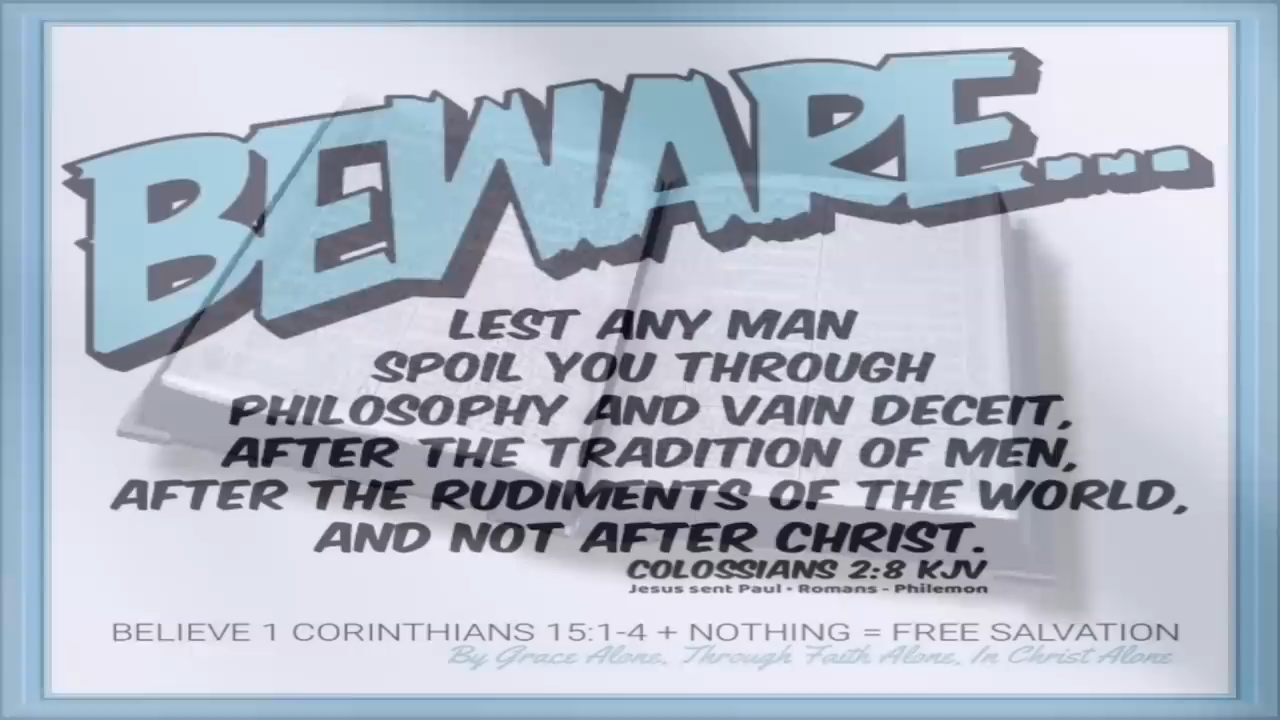 BEWARE...
LEST ANY MAN
SPOIL YOU THROUGH
PHILOSOPHY AND VAIN DECEIT,
AFTER THE TRADITION OF MEN,
AFTER THE RUDIMENTS OF THE WORLD,
AND NOT AFTER CHRIST.
COLOSSIANS 2:8 KJV
Jesus sent Paul • Romans - Philemon
BELIEVE 1 CORINTHIANS 15:1-4 + NOTHING = FREE SALVATION
By Grace Alone, Through Faith Alone, In Christ Alone